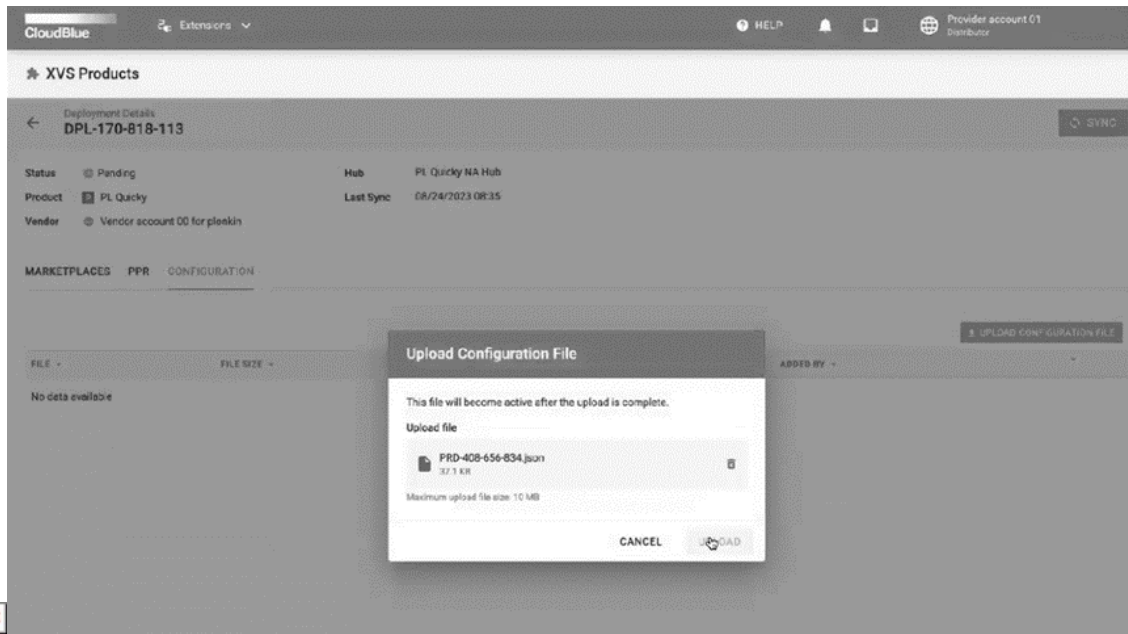 CloudBlue
Extensions
HELP
Provider account 01
Distributor
XVS Products
Deployment Details
DPL-170-818-113
SYNC
Status Pending
Hub PL Quicky NA Hub
Product PL Quicky
Last Sync 08/24/2023 08:35
Vendor Vendor account 00 for plonkin
MARKETPLACES PPR CONFIGURATION
UPLOAD CONFIGURATION FILE
FILE FILE SIZE ADDED BY
No data available
Upload Configuration File
This file will become active after the upload is complete.
Upload file
PRD-408-656-834.json
37.1 KB
Maximum upload file size: 10 MB
CANCEL UPLOAD